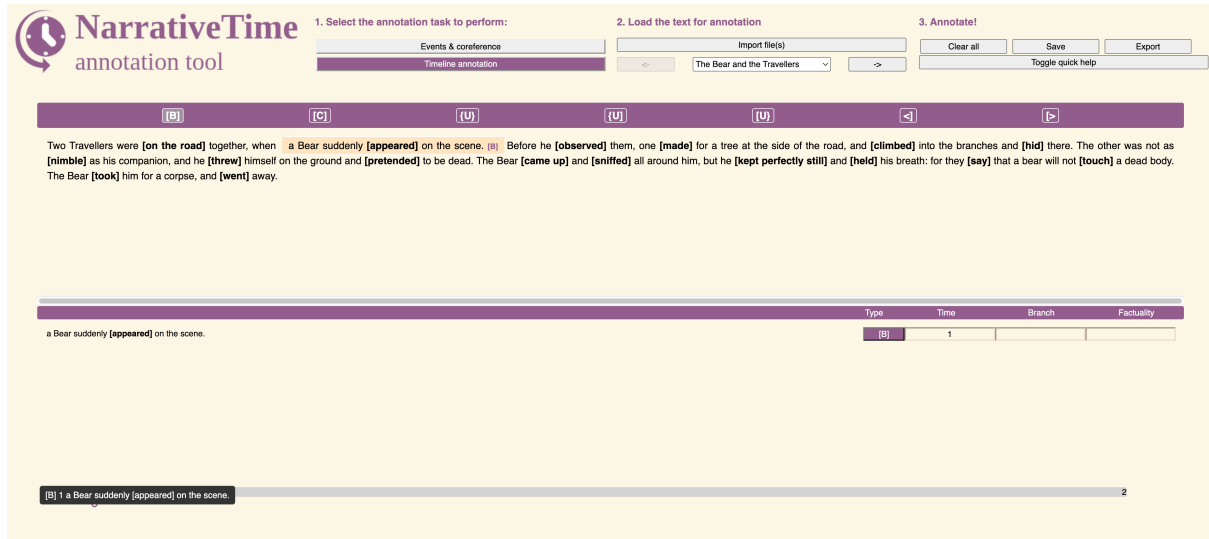 NarrativeTime
annotation tool
1. Select the annotation task to perform:
Events & coreference
Timeline annotation
2. Load the text for annotation
Import file(s)
<- The Bear and the Travellers ->
3. Annotate!
Clear all Save Export
Toggle quick help
[B] [C] {U} {U] [U} <] [>
Two Travellers were [on the road] together, when a Bear suddenly [appeared] on the scene. [B] Before he [observed] them, one [made] for a tree at the side of the road, and [climbed] into the branches and [hid] there. The other was not as
[nimble] as his companion, and he [threw] himself on the ground and [pretended] to be dead. The Bear [came up] and [sniffed] all around him, but he [kept perfectly still] and [held] his breath: for they [say] that a bear will not [touch] a dead body.
The Bear [took] him for a corpse, and [went] away.
Type Time Branch Factuality
a Bear suddenly [appeared] on the scene. [B] 1
[B] 1 a Bear suddenly [appeared] on the scene. 2